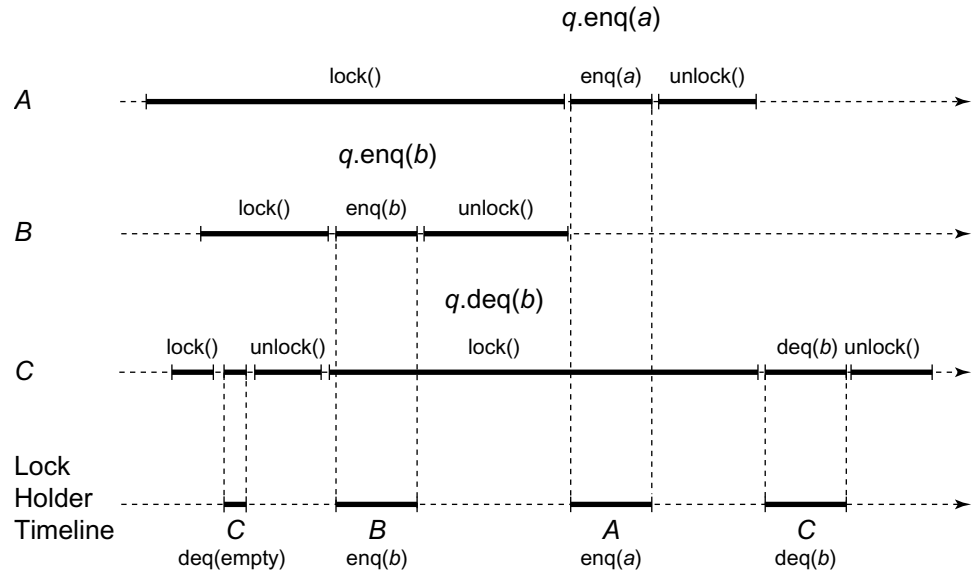 q.enq(a)
lock() enq(a) unlock()
A
q.enq(b)
lock() enq(b) unlock()
B
q.deq(b)
lock() unlock() lock() deq(b) unlock()
C
Lock
Holder
Timeline C B A C
deq(empty) enq(b) enq(a) deq(b)